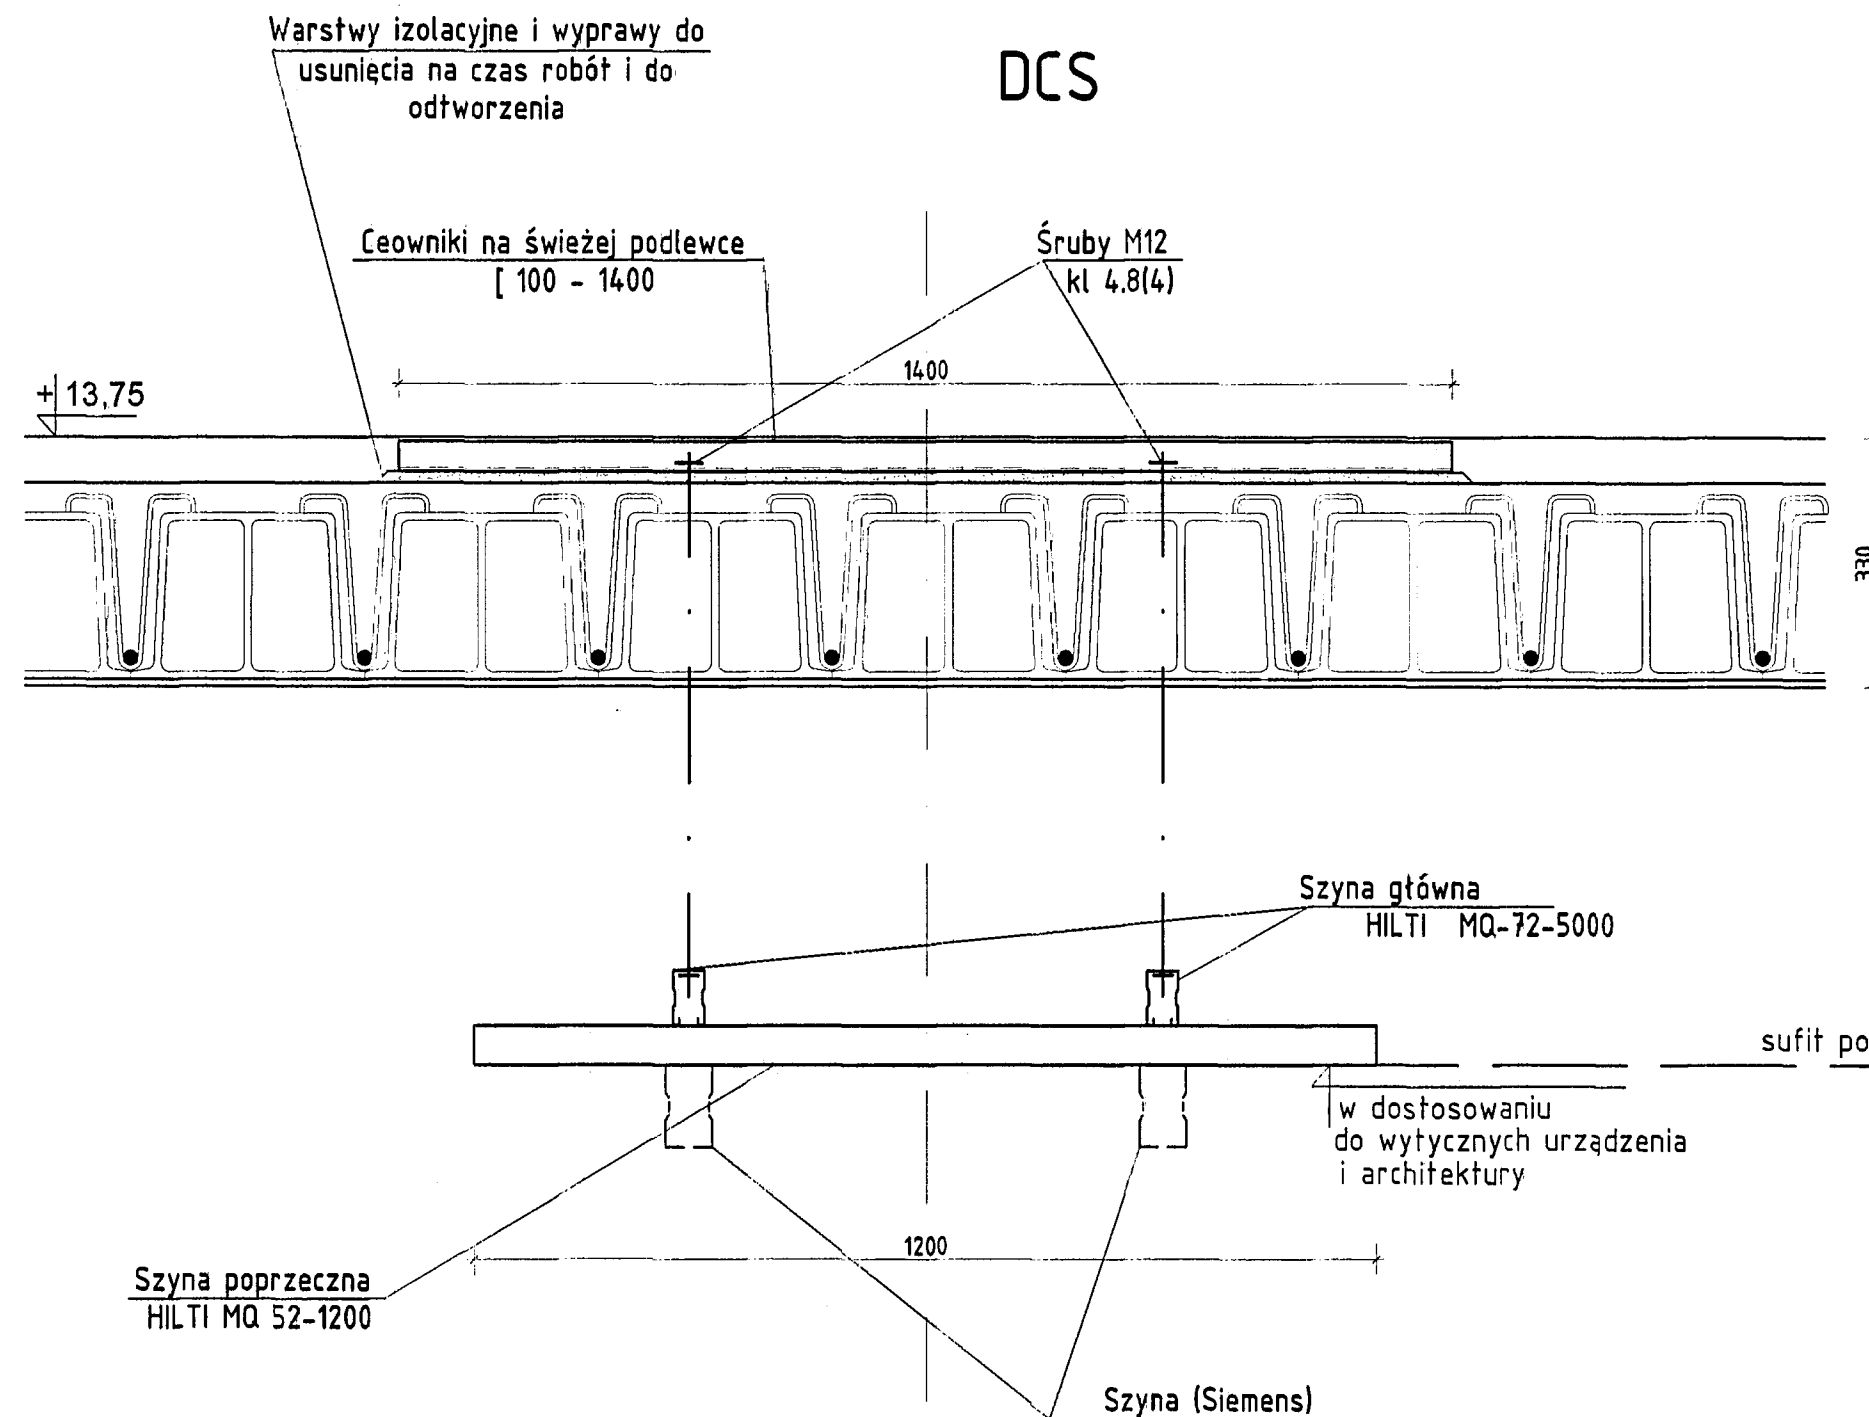 Warstwy izolacyjne i wyprawy do
usunięcia na czas robót i do
odtworzenia
DCS
Ceowniki na świeżej podlewce
[ 100 - 1400
Śruby M12
kl 4.8(4)
1400
+ 13,75
330
Szyna główna
HILTI MQ-72-5000
sufit po
w dostosowaniu
do wytycznych urządzenia
i architektury
1200
Szyna poprzeczna
HILTI MQ 52-1200
Szyna (Siemens)